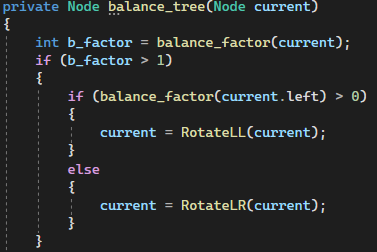 private Node balance_tree(Node current)
{
    int b_factor = balance_factor(current);
    if (b_factor > 1)
    {
        if (balance_factor(current.left) > 0)
        {
            current = RotateLL(current);
        }
        else
        {
            current = RotateLR(current);
        }
    }